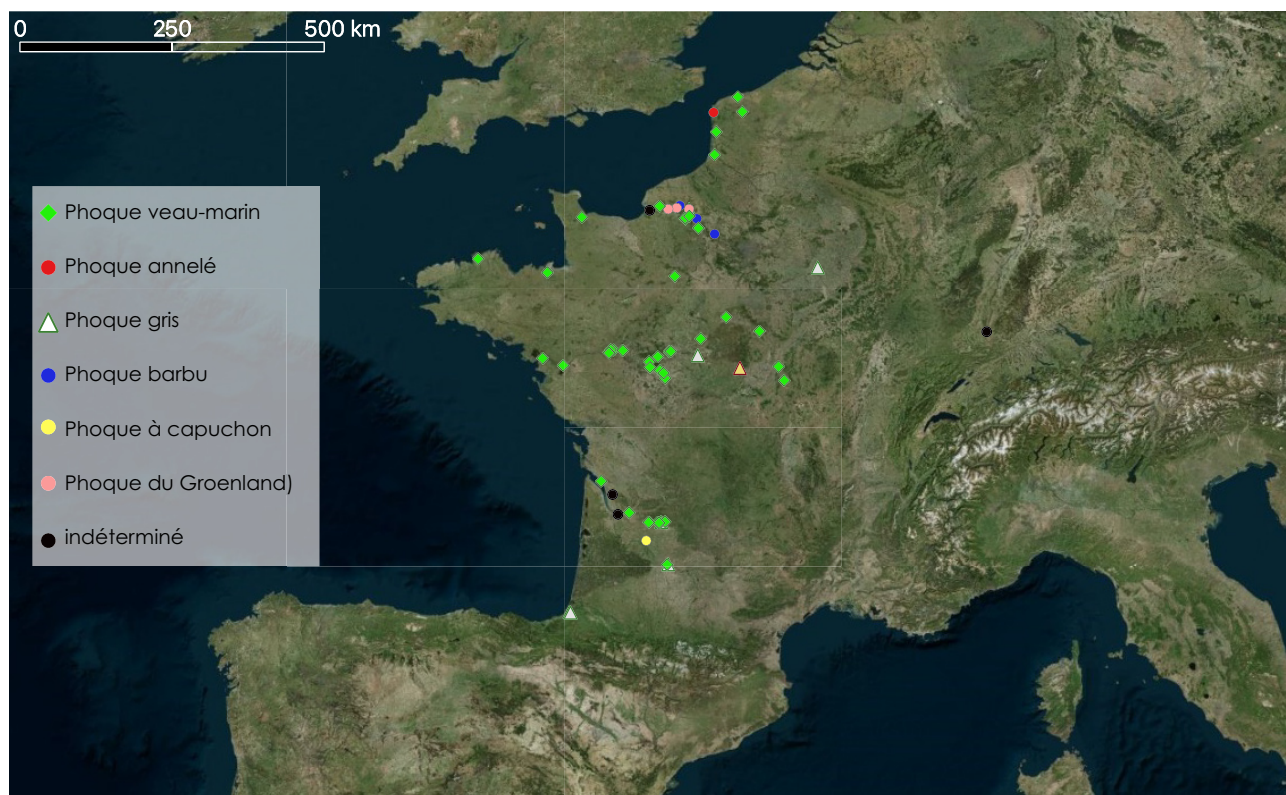 0 250 500 km
Phoque veau-marin
Phoque annelé
Phoque gris
Phoque barbu
Phoque à capuchon
Phoque du Groenland)
indéterminé